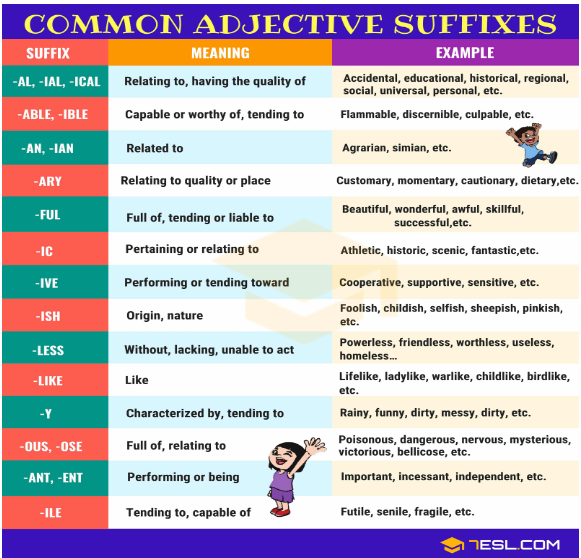 COMMON ADJECTIVE SUFFIXES
SUFFIX MEANING EXAMPLE
-AL, -IAL, -ICAL Relating to, having the quality of Accidental, educational, historical, regional,
social, universal, personal, etc.
-ABLE, -IBLE Capable or worthy of, tending to Flammable, discernible, culpable, etc.
-AN, -IAN Related to Agrarian, simian, etc.
-ARY Relating to quality or place Customary, momentary, cautionary, dietary,etc.
-FUL Full of, tending or liable to Beautiful, wonderful, awful, skillful,
successful,etc.
-IC Pertaining or relating to Athletic, historic, scenic, fantastic,etc.
-IVE Performing or tending toward Cooperative, supportive, sensitive, etc.
-ISH Origin, nature Foolish, childish, selfish, sheepish, pinkish,
etc.
-LESS Without, lacking, unable to act Powerless, friendless, worthless, useless,
homeless...
-LIKE Like Lifelike, ladylike, warlike, childlike, birdlike,
etc.
-Y Characterized by, tending to Rainy, funny, dirty, messy, dirty, etc.
-OUS, -OSE Full of, relating to Poisonous, dangerous, nervous, mysterious,
victorious, bellicose, etc.
-ANT, -ENT Performing or being Important, incessant, independent, etc.
-ILE Tending to, capable of Futile, senile, fragile, etc.
7ESL.COM